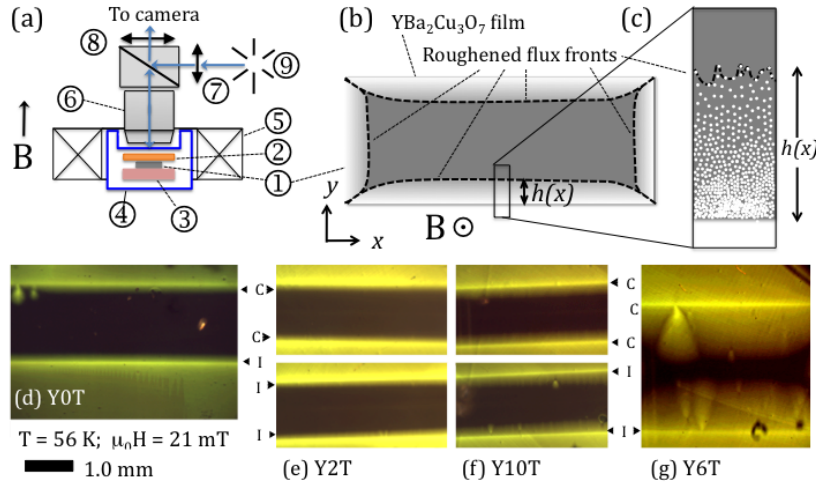 (a)
To camera
⑧
⑨
⑦
⑥
⑤
B
②
①
③
④
(b)
YBa₂Cu₃O₇ film
Roughened flux fronts
h(x)
y
x
B ⊙
(c)
h(x)
C
C
I
(d) Y0T
T = 56 K; μ₀H = 21 mT
1.0 mm
C
C
I
I
(e) Y2T
C
C
I
I
(f) Y10T
C
I
(g) Y6T